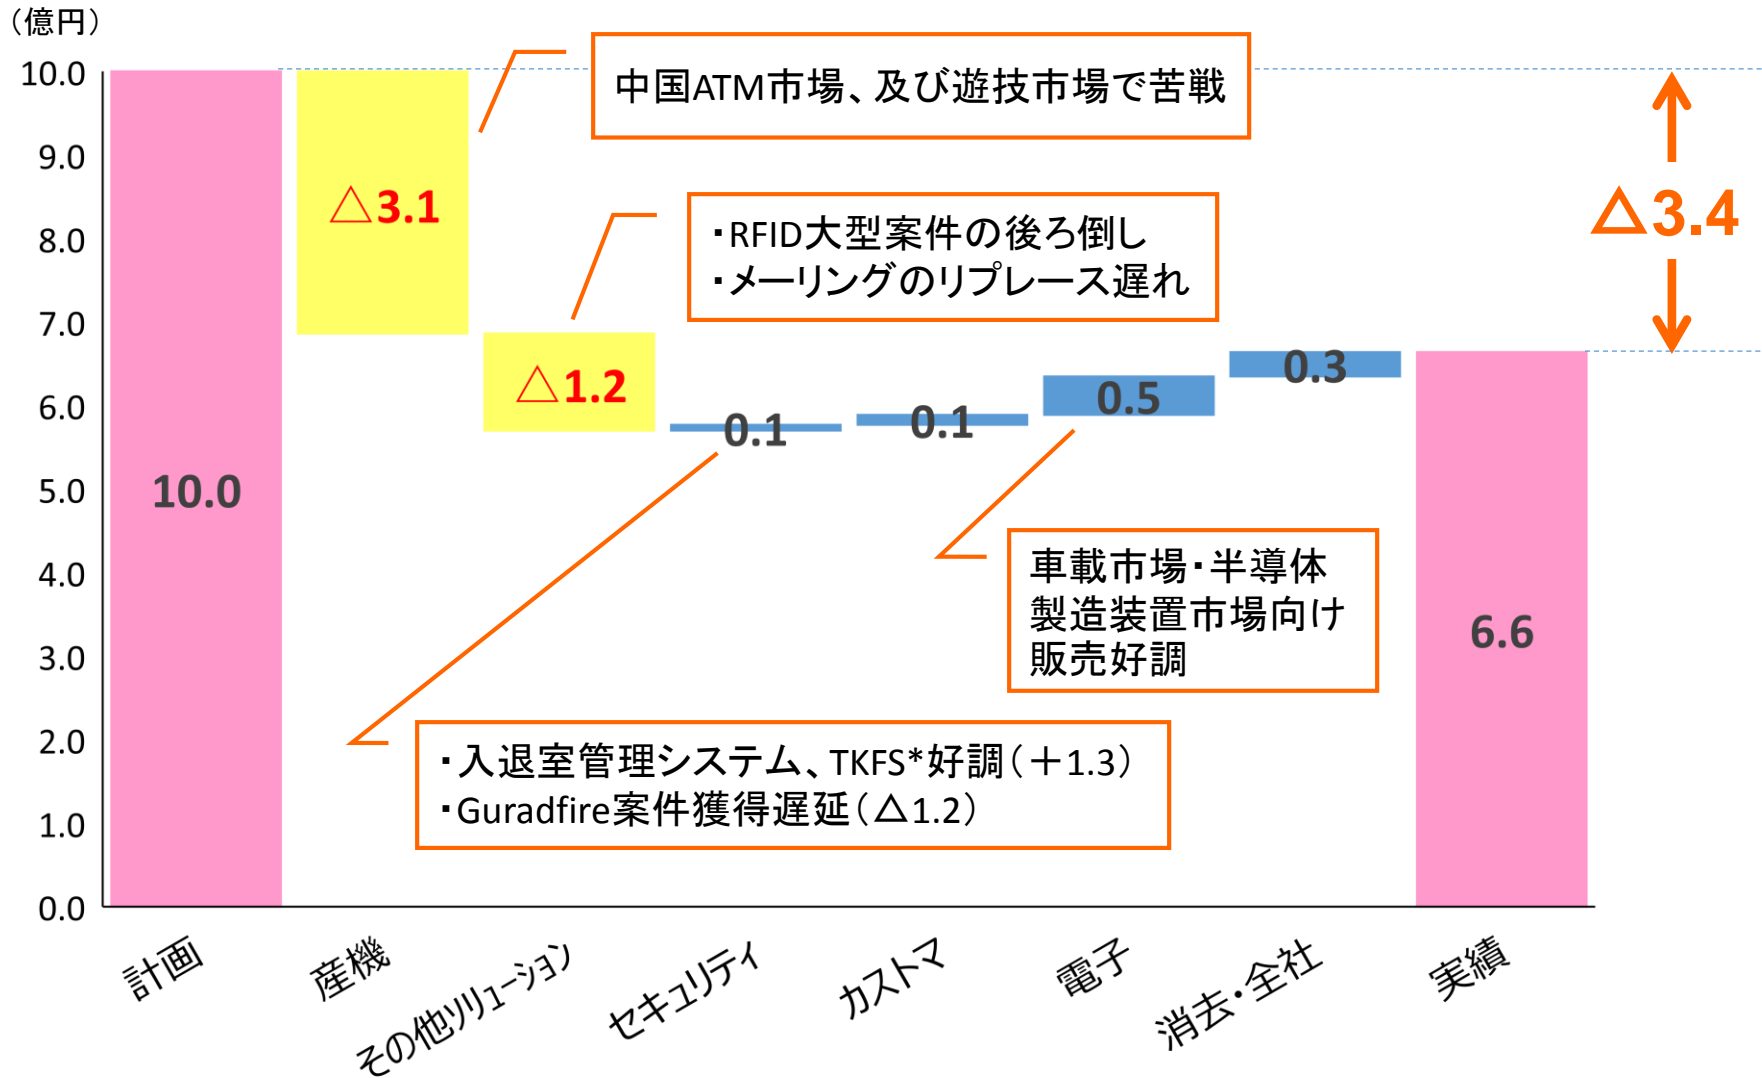 （億円）
10.0
9.0
8.0
7.0
6.0
5.0
4.0
3.0
2.0
1.0
0.0
中国ATM市場、及び遊技市場で苦戦
△3.1
・RFID大型案件の後ろ倒し
・メーリングのリプレース遅れ
△3.4
△1.2
0.1
0.1
0.5
0.3
10.0
車載市場・半導体
製造装置市場向け
販売好調
6.6
・入退室管理システム、TKFS*好調（＋1.3）
・Guradfire案件獲得遅延（△1.2）
計画
産機
その他ソリューション
セキュリティ
カストマ
電子
消去・全社
実績